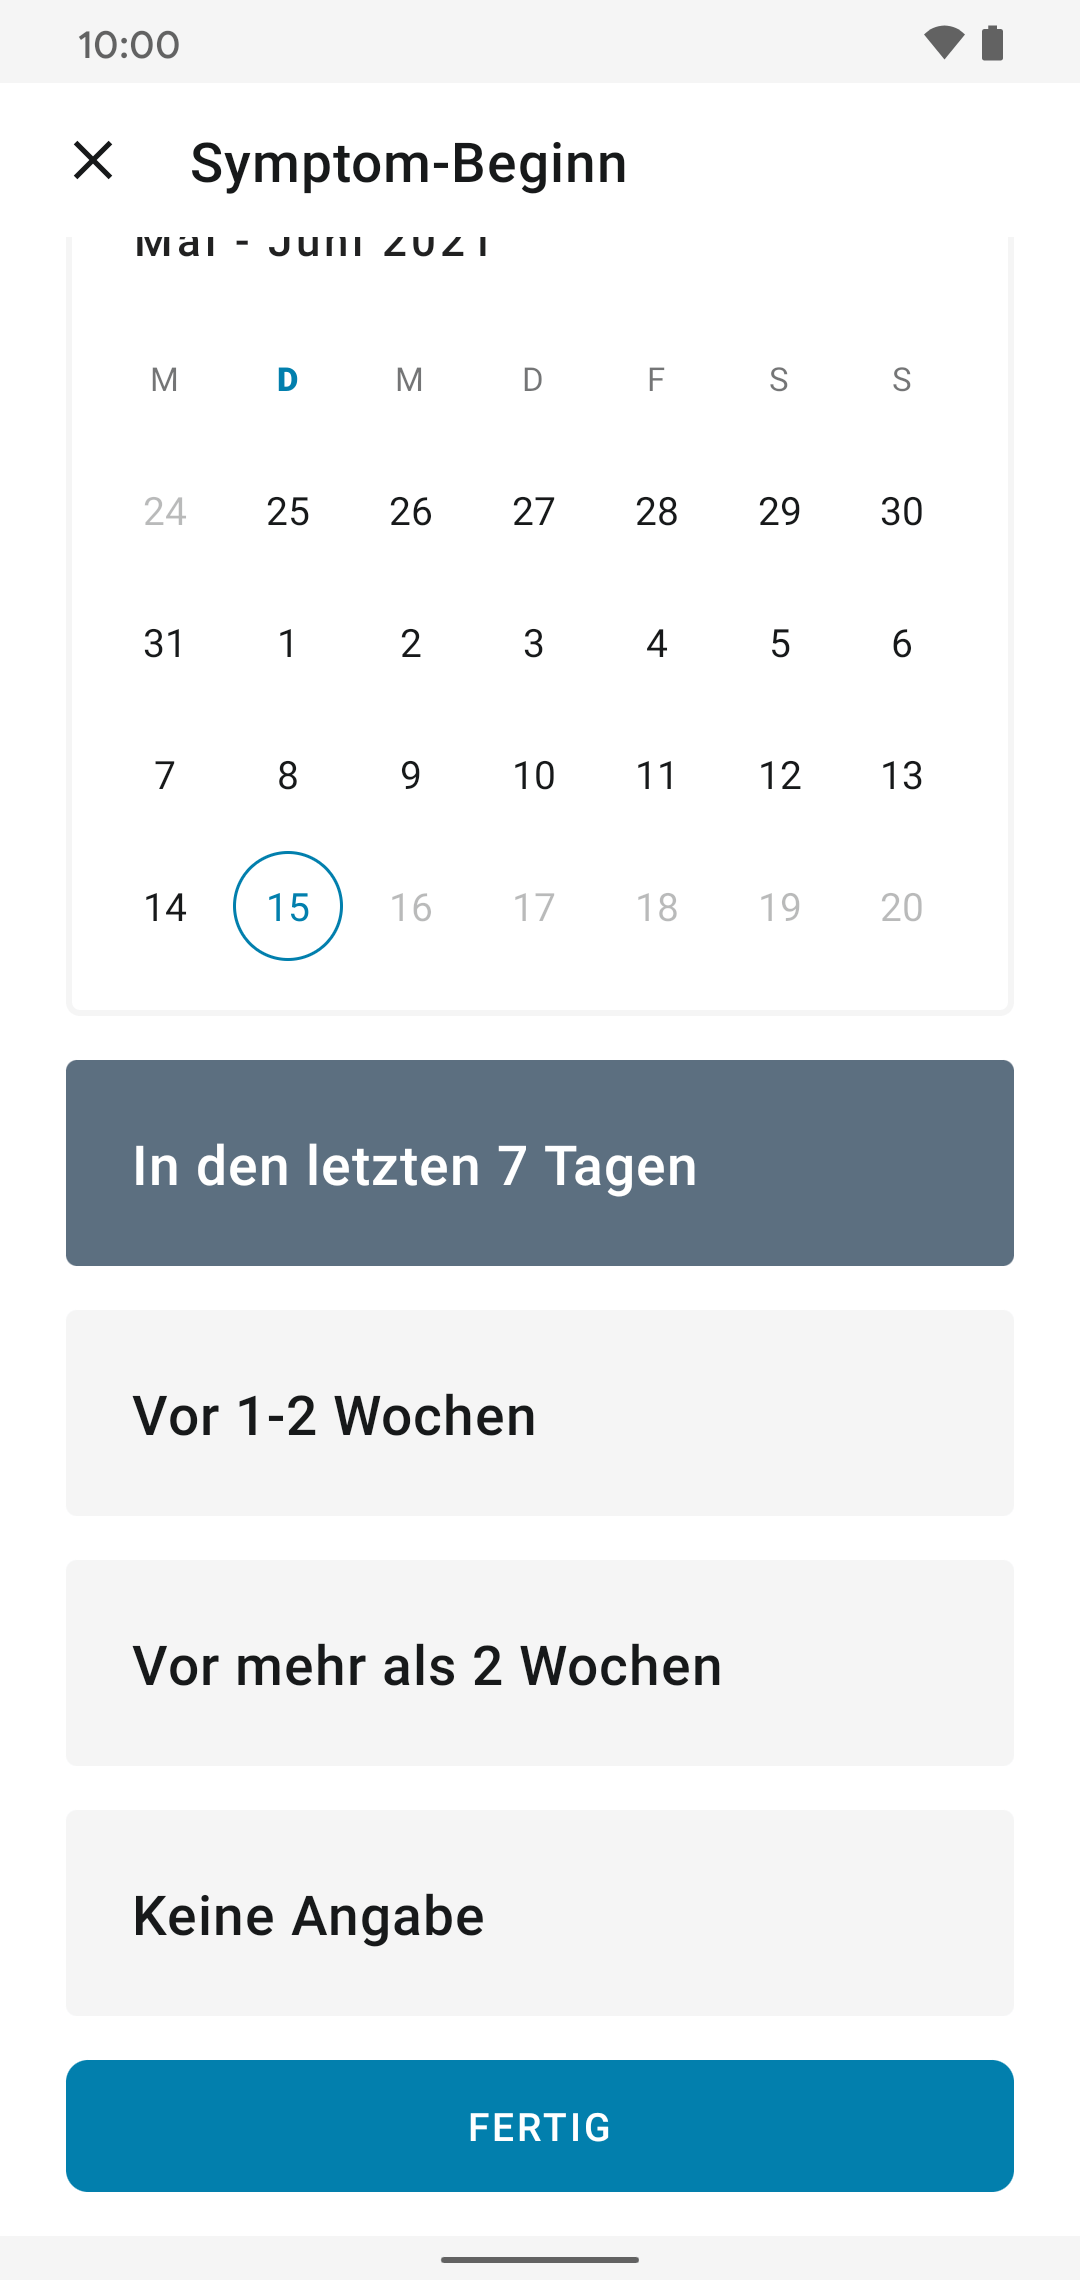 10:00
Symptom-Beginn
Mai - Juni 2021
M D M D F S S
24 25 26 27 28 29 30
31 1 2 3 4 5 6
7 8 9 10 11 12 13
14 15 16 17 18 19 20
In den letzten 7 Tagen
Vor 1-2 Wochen
Vor mehr als 2 Wochen
Keine Angabe
FERTIG